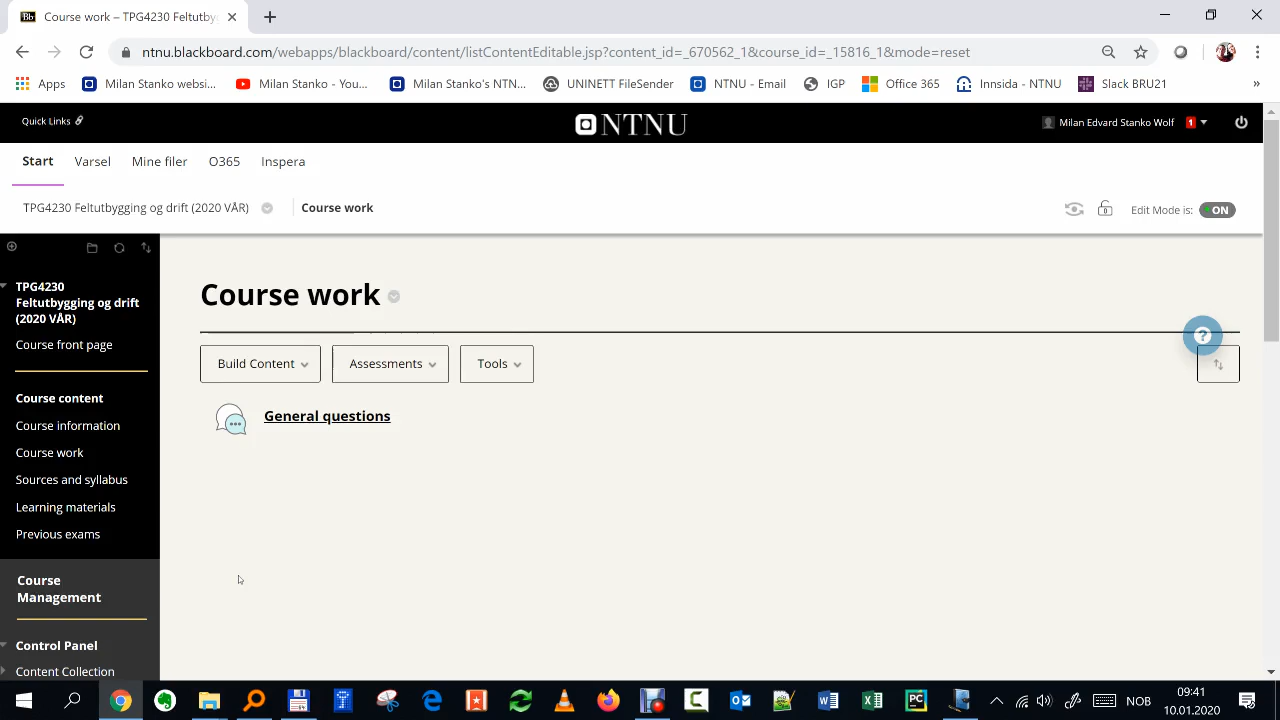 Course work – TPG4230 Feltutby
ntnu.blackboard.com/webapps/blackboard/content/listContentEditable.jsp?content_id=_670562_1&course_id=_15816_1&mode=reset
Apps Milan Stanko websi... Milan Stanko - You... Milan Stanko's NTN... UNINETT FileSender NTNU - Email IGP Office 365 Innsida - NTNU Slack BRU21 »
Quick Links NTNU Milan Edvard Stanko Wolf 1
Start Varsel Mine filer O365 Inspera
TPG4230 Feltutbygging og drift (2020 VÅR) Course work Edit Mode is: ON
TPG4230
Feltutbygging og drift
(2020 VÅR)
Course front page
Course content
Course information
Course work
Sources and syllabus
Learning materials
Previous exams
Course
Management
Control Panel
Content Collection
Course work
Build Content Assessments Tools
?
General questions
NOB
09:41
10.01.2020